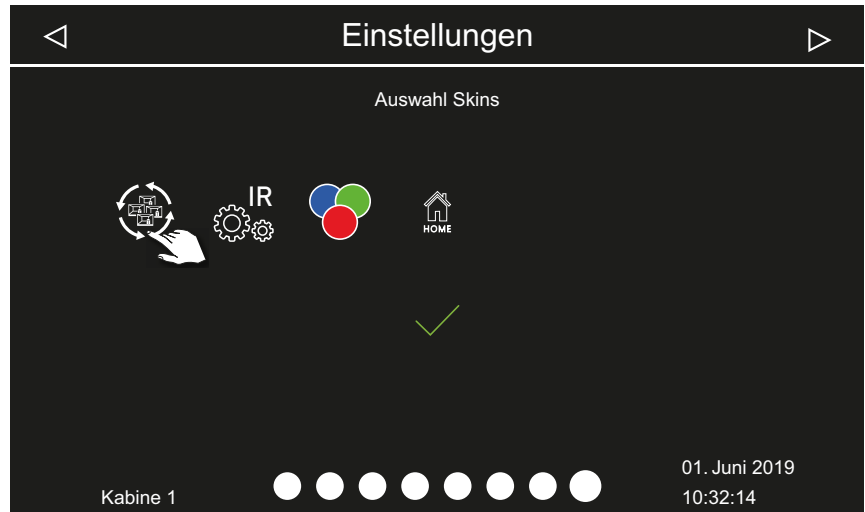 Einstellungen
Auswahl Skins
IR
HOME
01. Juni 2019
Kabine 1
10:32:14